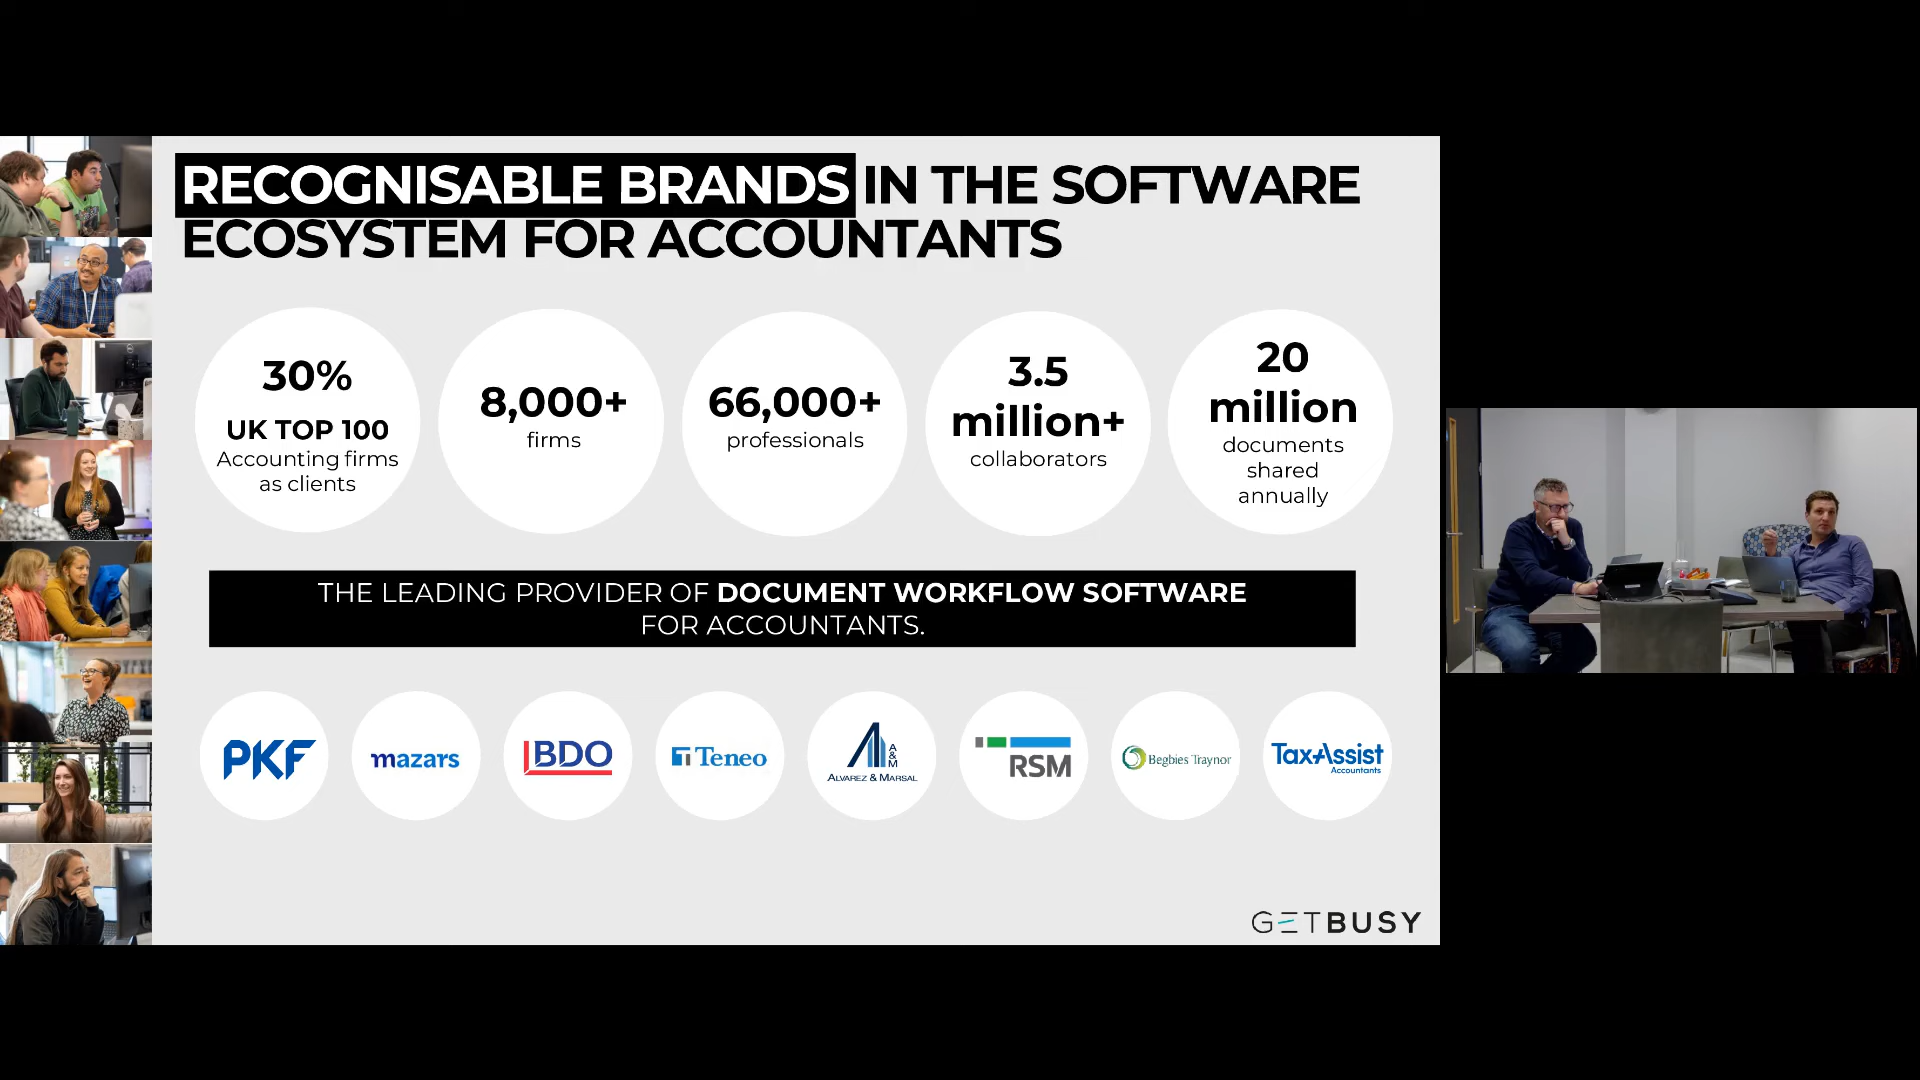 RECOGNISABLE BRANDS IN THE SOFTWARE
ECOSYSTEM FOR ACCOUNTANTS
30%
UK TOP 100
Accounting firms
as clients
8,000+
firms
66,000+
professionals
3.5
million+
collaborators
20
million
documents
shared
annually
THE LEADING PROVIDER OF DOCUMENT WORKFLOW SOFTWARE
FOR ACCOUNTANTS.
PKF
mazars
BDO
Teneo
A&M
ALVAREZ & MARSAL
RSM
Begbies Traynor
TaxAssist
Accountants
GETBUSY